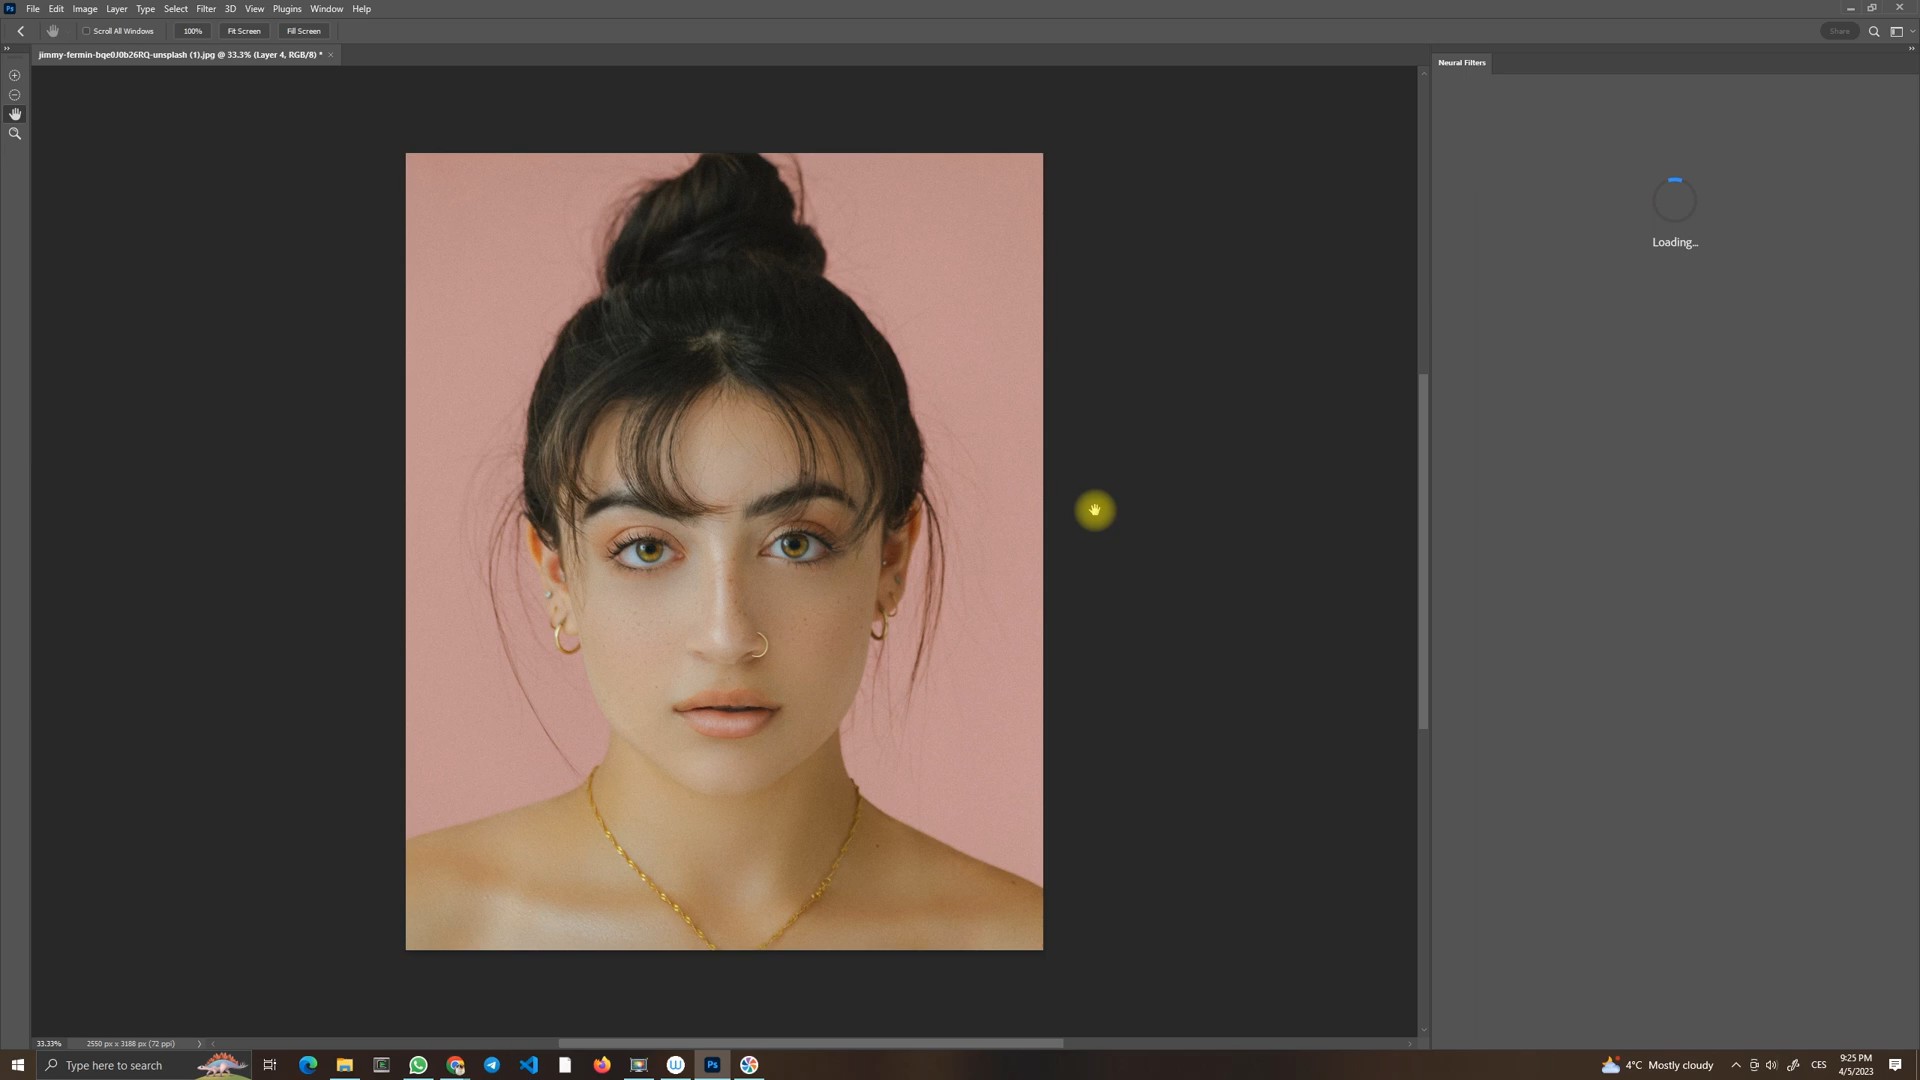 Ps File Edit Image Layer Type Select Filter 3D View Plugins Window Help
Scroll All Windows 100% Fit Screen Fill Screen Share
jimmy-fermin-bqe0J0b26RQ-unsplash (1).jpg @ 33.3% (Layer 4, RGB/8) *
Neural Filters
Loading...
33.33% 2550 px x 3188 px (72 ppi)
Type here to search
Ps
4°C Mostly cloudy
CES
9:25 PM
4/5/2023